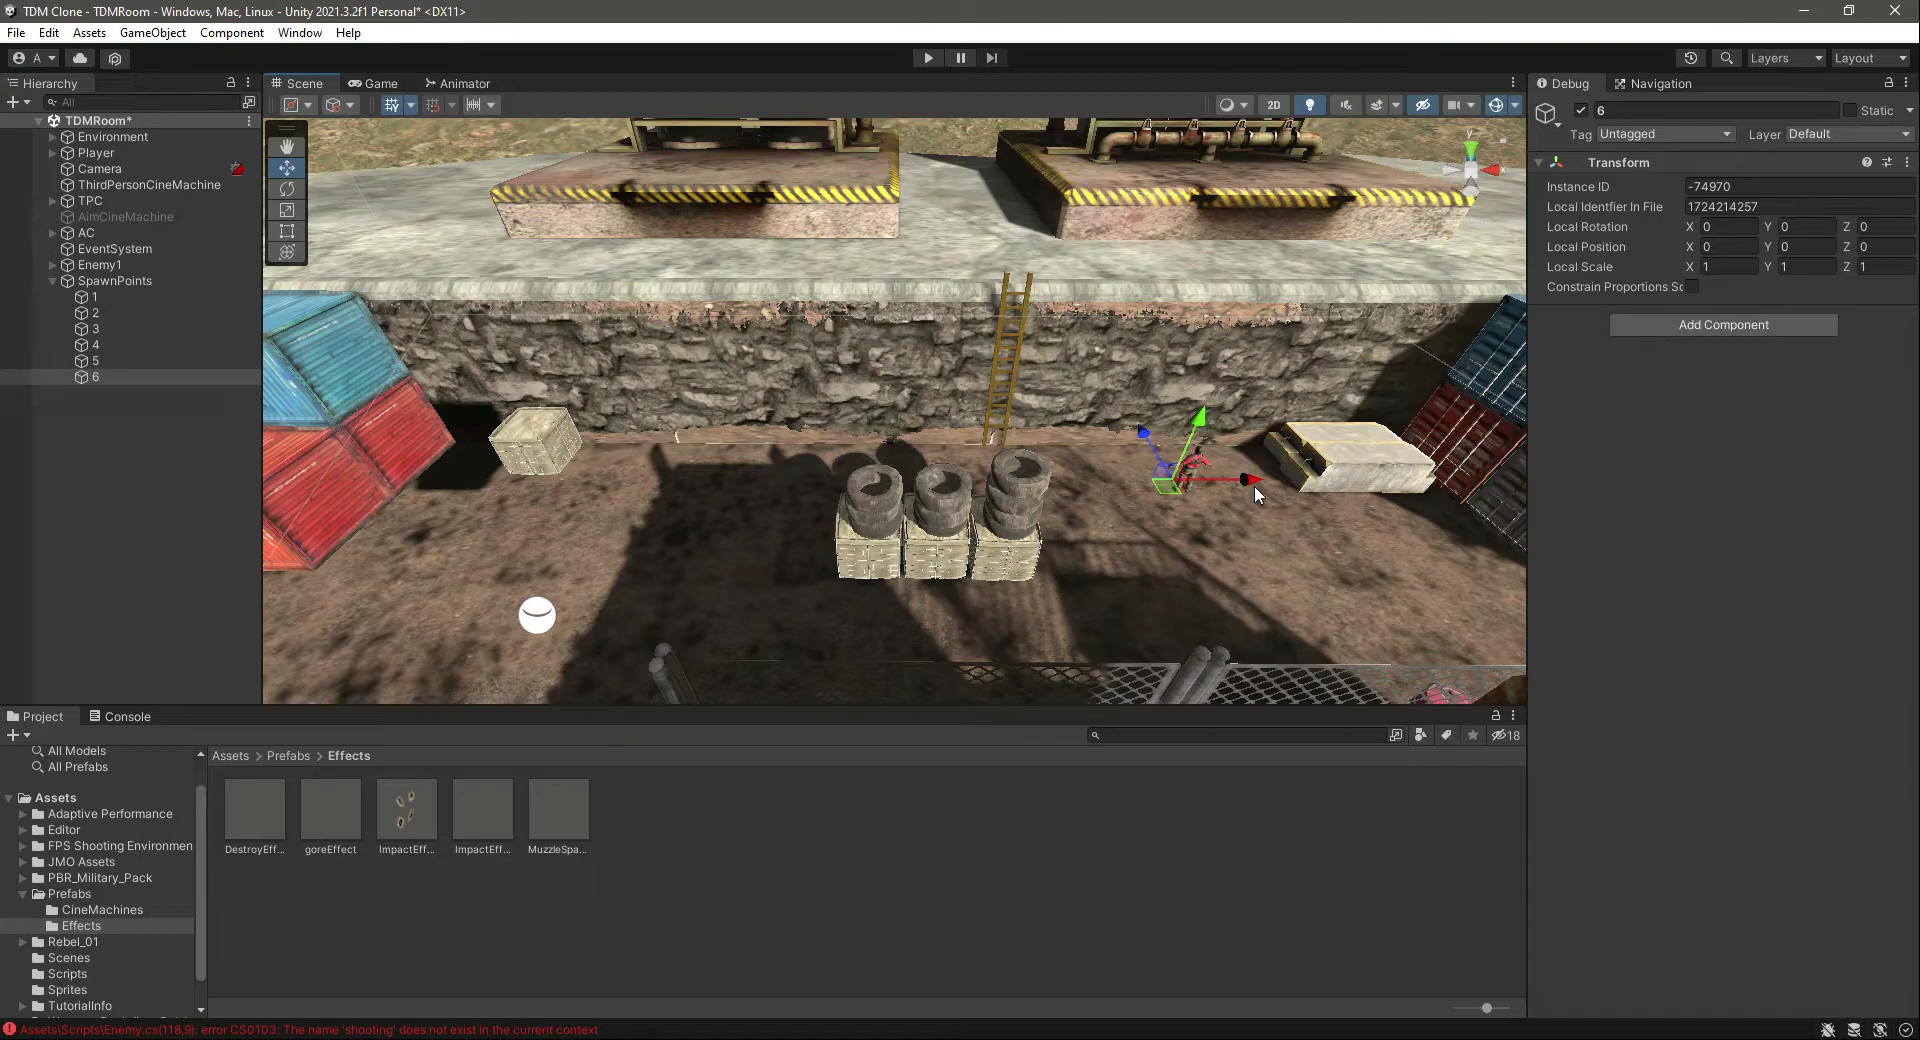 TDM Clone - TDMRoom - Windows, Mac, Linux - Unity 2021.3.2f1 Personal* <DX11>
File Edit Assets GameObject Component Window Help
A Layers Layout
Hierarchy Scene Game Animator Debug Navigation
All 2D
6 Static
Tag Untagged Layer Default
TDMRoom*
Environment
Player
Camera
ThirdPersonCineMachine
TPC
AimCineMachine
AC
EventSystem
Enemy1
SpawnPoints
1
2
3
4
5
6
y
x
Transform
Instance ID -74970
Local Identfier In File 1724214257
Local Rotation X 0 Y 0 Z 0
Local Position X 0 Y 0 Z 0
Local Scale X 1 Y 1 Z 1
Constrain Proportions Sc
Add Component
Project Console
18
All Models
All Prefabs
Assets
Adaptive Performance
Editor
FPS Shooting Environmen
JMO Assets
PBR_Military_Pack
Prefabs
CineMachines
Effects
Rebel_01
Scenes
Scripts
Sprites
TutorialInfo
Assets > Prefabs > Effects
DestroyEff... goreEffect ImpactEff... ImpactEff... MuzzleSpa...
Assets\Scripts\Enemy.cs(118,9): error CS0103: The name 'shooting' does not exist in the current context